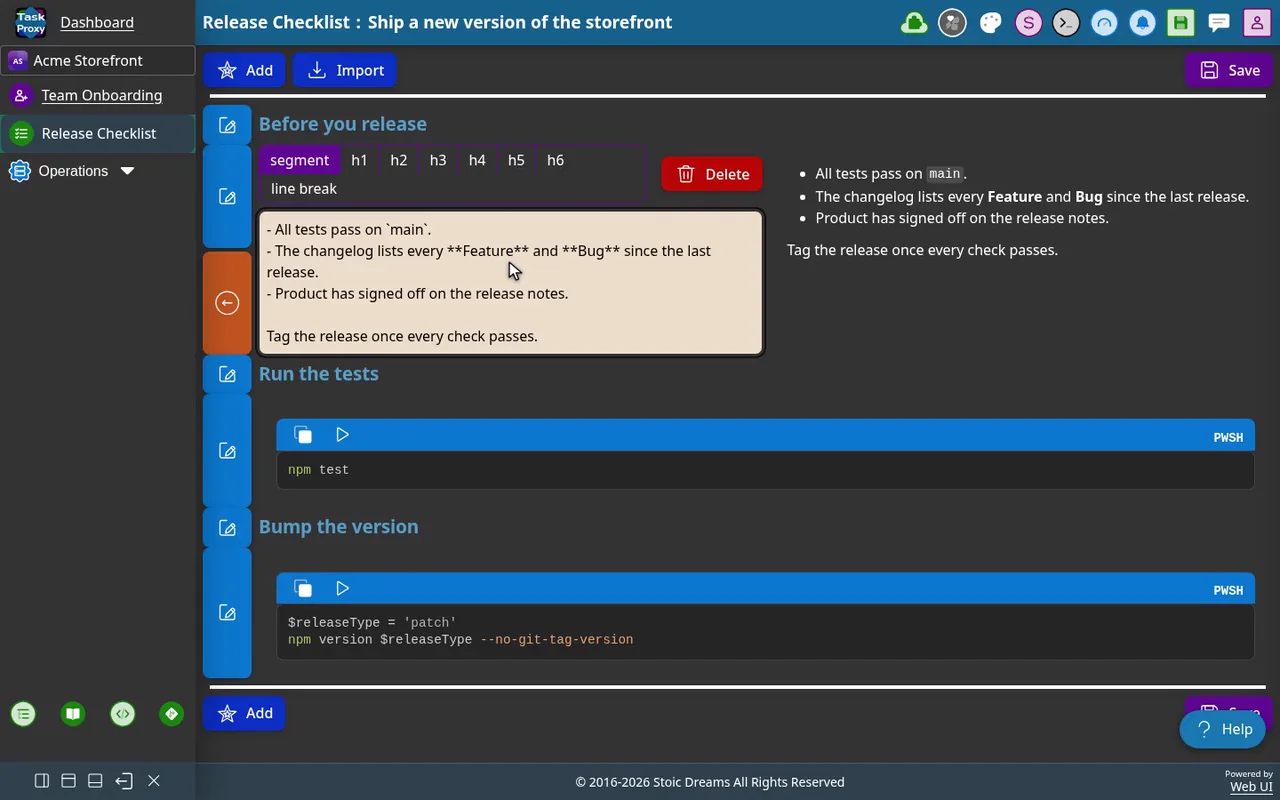 Task
Proxy
Dashboard
Release Checklist : Ship a new version of the storefront
S
AS
Acme Storefront
Add
Import
Save
Team Onboarding
Release Checklist
Operations
Before you release
segment
h1
h2
h3
h4
h5
h6
line break
Delete
- All tests pass on `main`.
- The changelog lists every **Feature** and **Bug** since the last
release.
- Product has signed off on the release notes.
Tag the release once every check passes.
• All tests pass on main.
• The changelog lists every Feature and Bug since the last release.
• Product has signed off on the release notes.
Tag the release once every check passes.
Run the tests
PWSH
npm test
Bump the version
PWSH
$releaseType = 'patch'
npm version $releaseType --no-git-tag-version
Add
Save
Help
© 2016-2026 Stoic Dreams All Rights Reserved
Powered by
Web UI